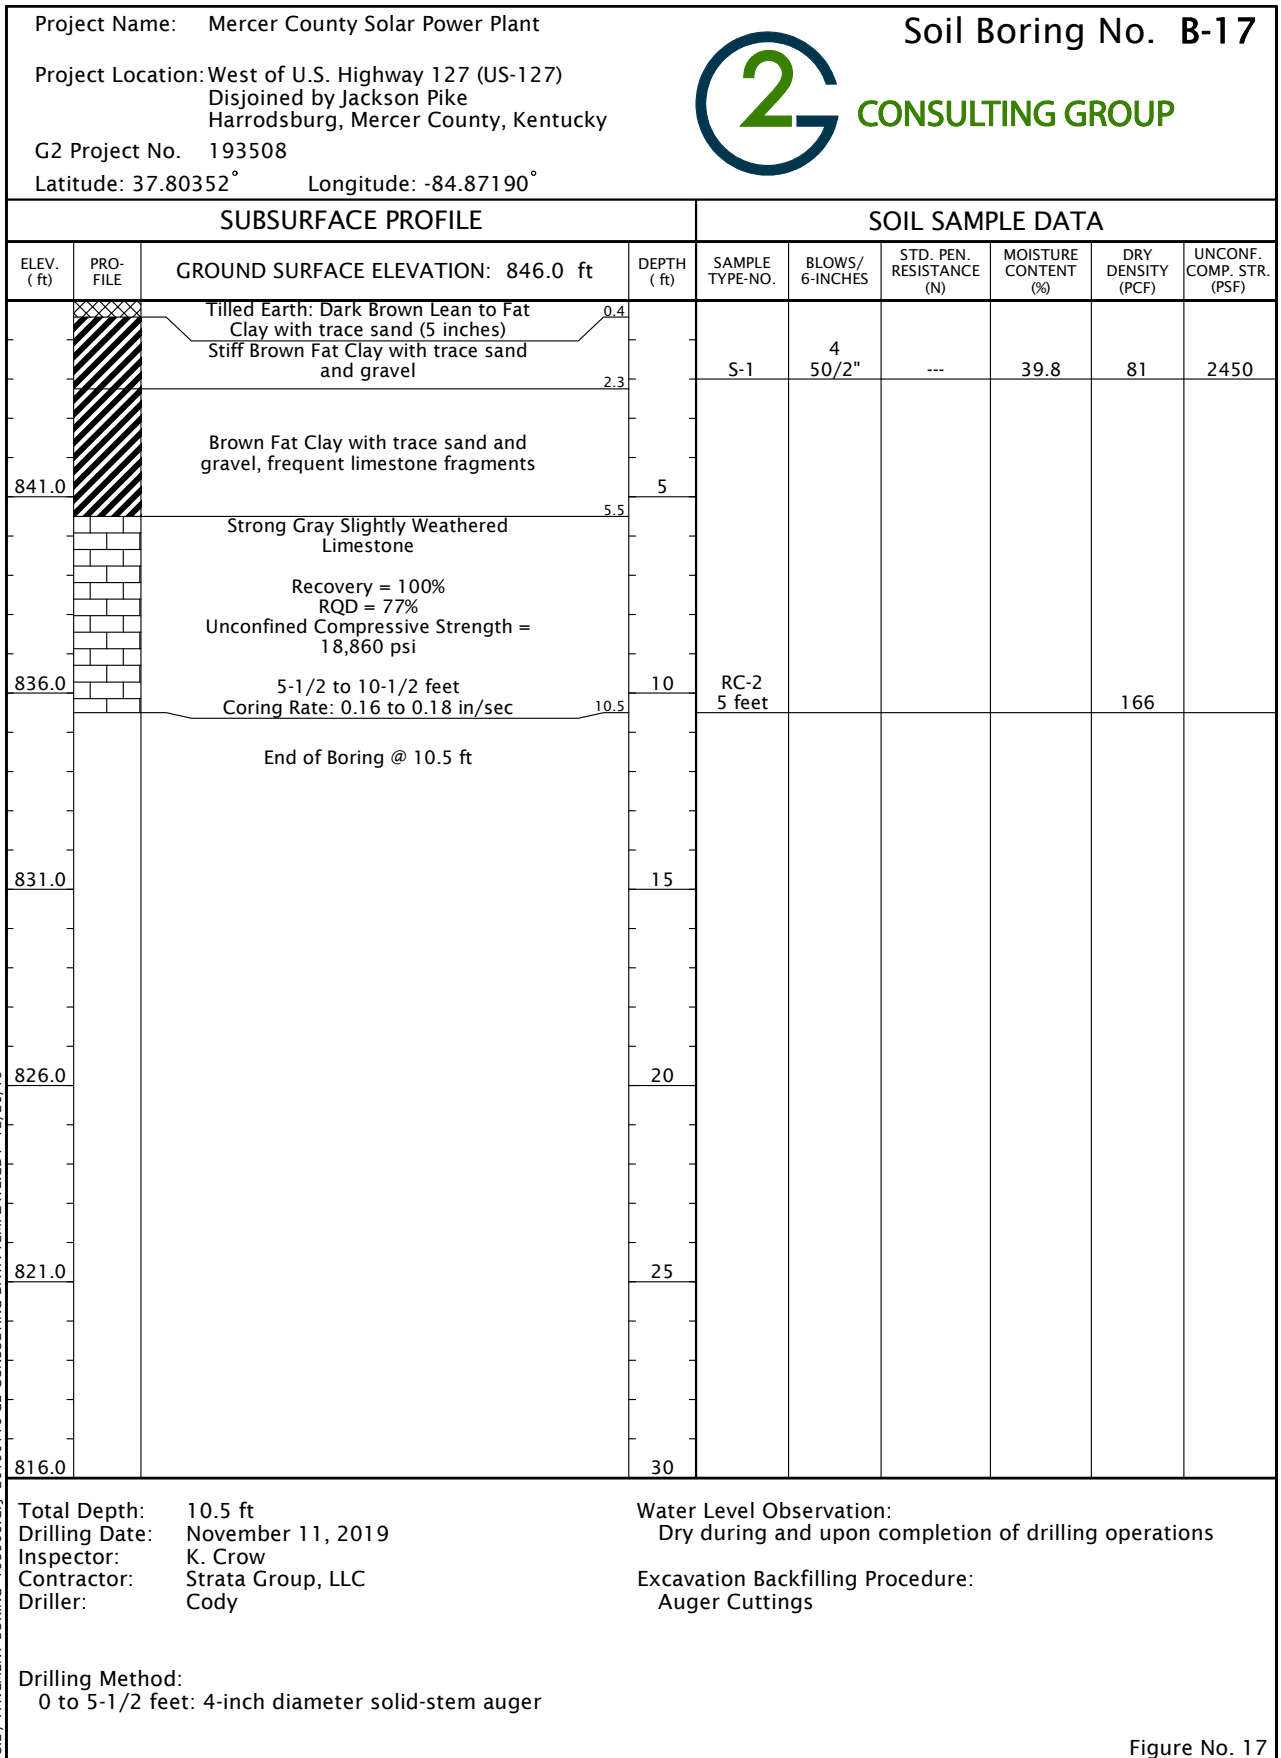 Project Name: Mercer County Solar Power Plant
Project Location: West of U.S. Highway 127 (US-127)
Disjoined by Jackson Pike
Harrodsburg, Mercer County, Kentucky
G2 Project No. 193508
Latitude: 37.80352° Longitude: -84.87190°
G2 CONSULTING GROUP
Soil Boring No. B-17
SUBSURFACE PROFILE
SOIL SAMPLE DATA
ELEV. (ft)
PRO-FILE
GROUND SURFACE ELEVATION: 846.0 ft
DEPTH (ft)
SAMPLE TYPE-NO.
BLOWS/ 6-INCHES
STD. PEN. RESISTANCE (N)
MOISTURE CONTENT (%)
DRY DENSITY (PCF)
UNCONF. COMP. STR. (PSF)
Tilled Earth: Dark Brown Lean to Fat 0.4
Clay with trace sand (5 inches)
Stiff Brown Fat Clay with trace sand
and gravel
2.3
4
S-1 50/2" --- 39.8 81 2450
Brown Fat Clay with trace sand and
gravel, frequent limestone fragments
841.0 5
5.5
Strong Gray Slightly Weathered
Limestone
Recovery = 100%
RQD = 77%
Unconfined Compressive Strength =
18,860 psi
836.0 5-1/2 to 10-1/2 feet 10 RC-2
Coring Rate: 0.16 to 0.18 in/sec 10.5 5 feet 166
End of Boring @ 10.5 ft
831.0 15
826.0 20
821.0 25
816.0 30
Total Depth: 10.5 ft
Drilling Date: November 11, 2019
Inspector: K. Crow
Contractor: Strata Group, LLC
Driller: Cody
Water Level Observation:
Dry during and upon completion of drilling operations
Excavation Backfilling Procedure:
Auger Cuttings
Drilling Method:
0 to 5-1/2 feet: 4-inch diameter solid-stem auger
Figure No. 17